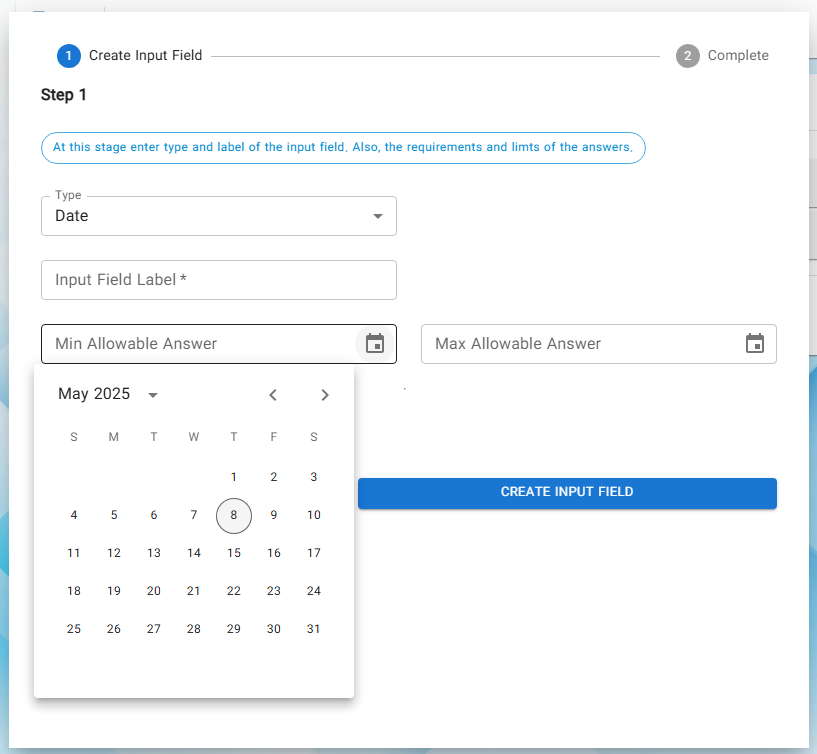 1 Create Input Field 2 Complete
Step 1
At this stage enter type and label of the input field. Also, the requirements and limts of the answers.
Type
Date
Input Field Label *
Min Allowable Answer Max Allowable Answer
May 2025
S M T W T F S
1 2 3
4 5 6 7 8 9 10
CREATE INPUT FIELD
11 12 13 14 15 16 17
18 19 20 21 22 23 24
25 26 27 28 29 30 31